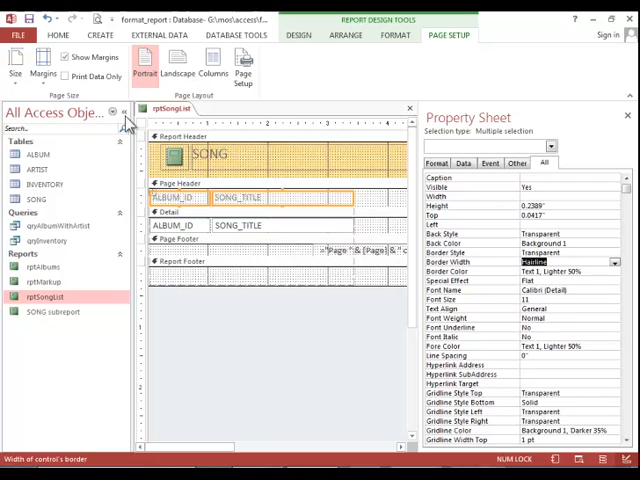 format_report : Database- G:\mos\access\f...
REPORT DESIGN TOOLS
Sign in
FILE HOME CREATE EXTERNAL DATA DATABASE TOOLS DESIGN ARRANGE FORMAT PAGE SETUP
Size
Margins
Show Margins
Print Data Only
Portrait
Landscape
Columns
Page Setup
Page Size
Page Layout
All Access Obje...
Search...
Tables
ALBUM
ARTIST
INVENTORY
SONG
Queries
qryAlbumWithArtist
qryInventory
Reports
rptAlbums
rptMarkup
rptSongList
SONG subreport
rptSongList
1 2 3 4
Report Header
SONG
Page Header
ALBUM_ID SONG_TITLE
Detail
ALBUM_ID SONG_TITLE
Page Footer
="Page " & [Page] & " of
Report Footer
1
2
Property Sheet
Selection type: Multiple selection
Format Data Event Other All
Caption
Visible Yes
Width
Height 0.2389"
Top 0.0417"
Left
Back Style Transparent
Back Color Background 1
Border Style Transparent
Border Width Hairline
Border Color Text 1, Lighter 50%
Special Effect Flat
Font Name Calibri (Detail)
Font Size 11
Text Align General
Font Weight Normal
Font Underline No
Font Italic No
Fore Color Text 1, Lighter 50%
Line Spacing 0"
Hyperlink Address
Hyperlink SubAddress
Hyperlink Target
Gridline Style Top Transparent
Gridline Style Bottom Solid
Gridline Style Left Transparent
Gridline Style Right Transparent
Gridline Color Background 1, Darker 35%
Gridline Width Top 1 pt
Width of control's border
NUM LOCK